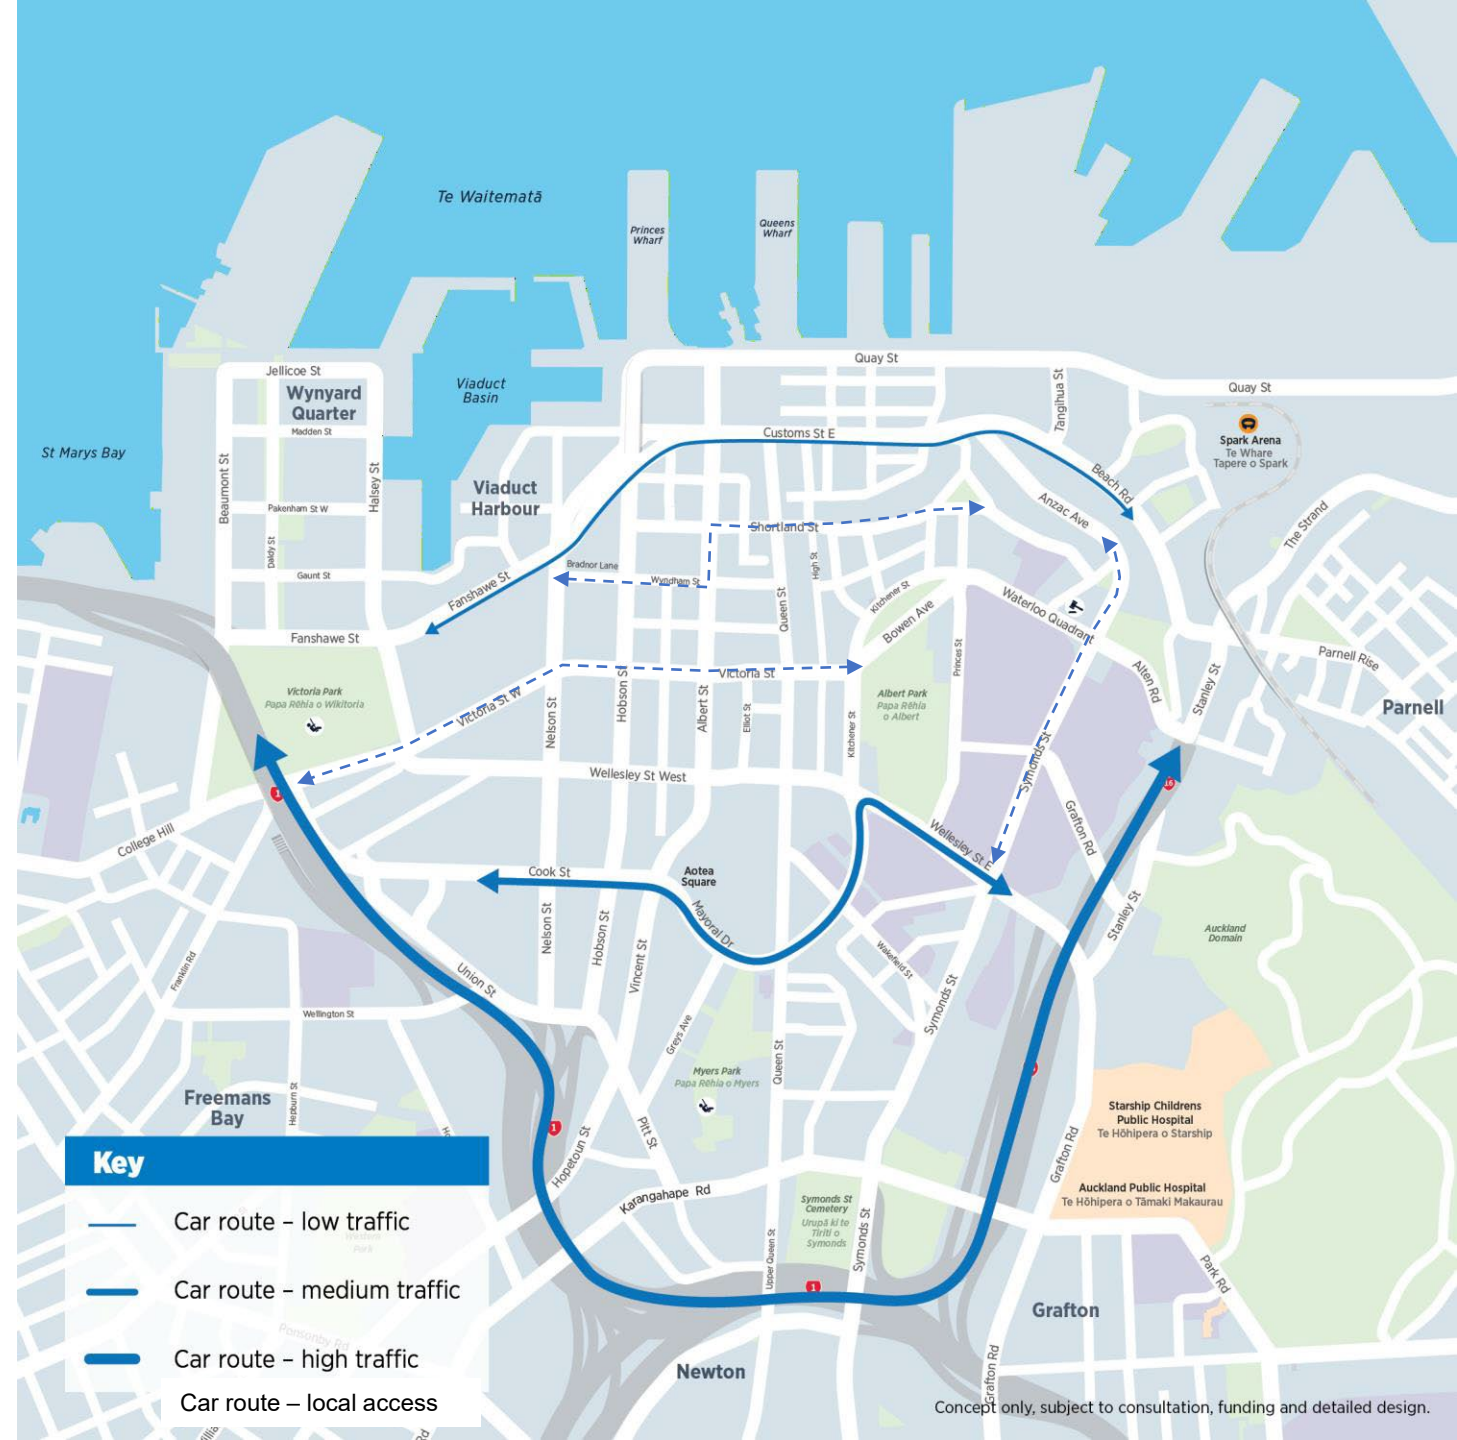 Te Waitematā
Princes
Wharf
Queens
Wharf
Quay St
Quay St
Jellicoe St
Wynyard
Quarter
Madden St
Viaduct
Basin
St Marys Bay
Beaumont St
Halsey St
Pakenham St W
Daldy St
Gaunt St
Fanshawe St
Fanshawe St
Viaduct
Harbour
Customs St E
Tangihua St
Spark Arena
Te Whare
Tapere o Spark
Beach Rd
Anzac Ave
The Strand
Shortland St
Bradnor Lane
Wyndham St
High St
Queen St
Kitchener St
Bowen Ave
Waterloo Quadrant
Princes St
Alten Rd
Stanley St
Parnell Rise
Parnell
Victoria Park
Papa Rēhia o Wikitoria
Victoria St W
Victoria St
Nelson St
Hobson St
Albert St
Elliot St
Kitchener St
Albert Park
Papa Rēhia
o Albert
Symonds St
Wellesley St West
1
16
College Hill
Wellesley St E
Grafton Rd
Cook St
Aotea
Square
Mayoral Dr
Stanley St
Auckland
Domain
Nelson St
Hobson St
Vincent St
Wakefield St
Franklin Rd
Union St
Symonds St
Wellington St
Greys Ave
Queen St
Myers Park
Papa Rēhia o Myers
Freemans
Bay
Hepburn St
Ho
1
Pitt St
Hopetoun St
Karangahape Rd
Grafton Rd
Starship Childrens
Public Hospital
Te Hōhipera o Starship
Auckland Public Hospital
Te Hōhipera o Tāmaki Makaurau
Symonds St
Cemetery
Urupā ki te
Tiriti o
Symonds
Upper Queen St
Symonds St
1
Park Rd
Grafton
Newton
Grafton Rd
Key
Car route – low traffic
Western
Park
Car route – medium traffic
Ponsonby Rd
Car route – high traffic
Car route – local access
Rd
Concept only, subject to consultation, funding and detailed design.